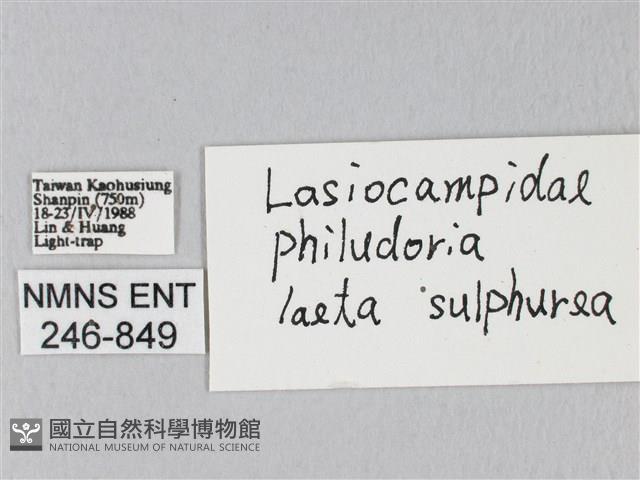 Taiwan Kaohusiung
Shanpin (750m)
18-23/IV/1988
Lin & Huang
Light-trap
NMNS ENT
246-849
Lasiocampidae
philudoria
laeta sulphurea
國立自然科學博物館
NATIONAL MUSEUM OF NATURAL SCIENCE